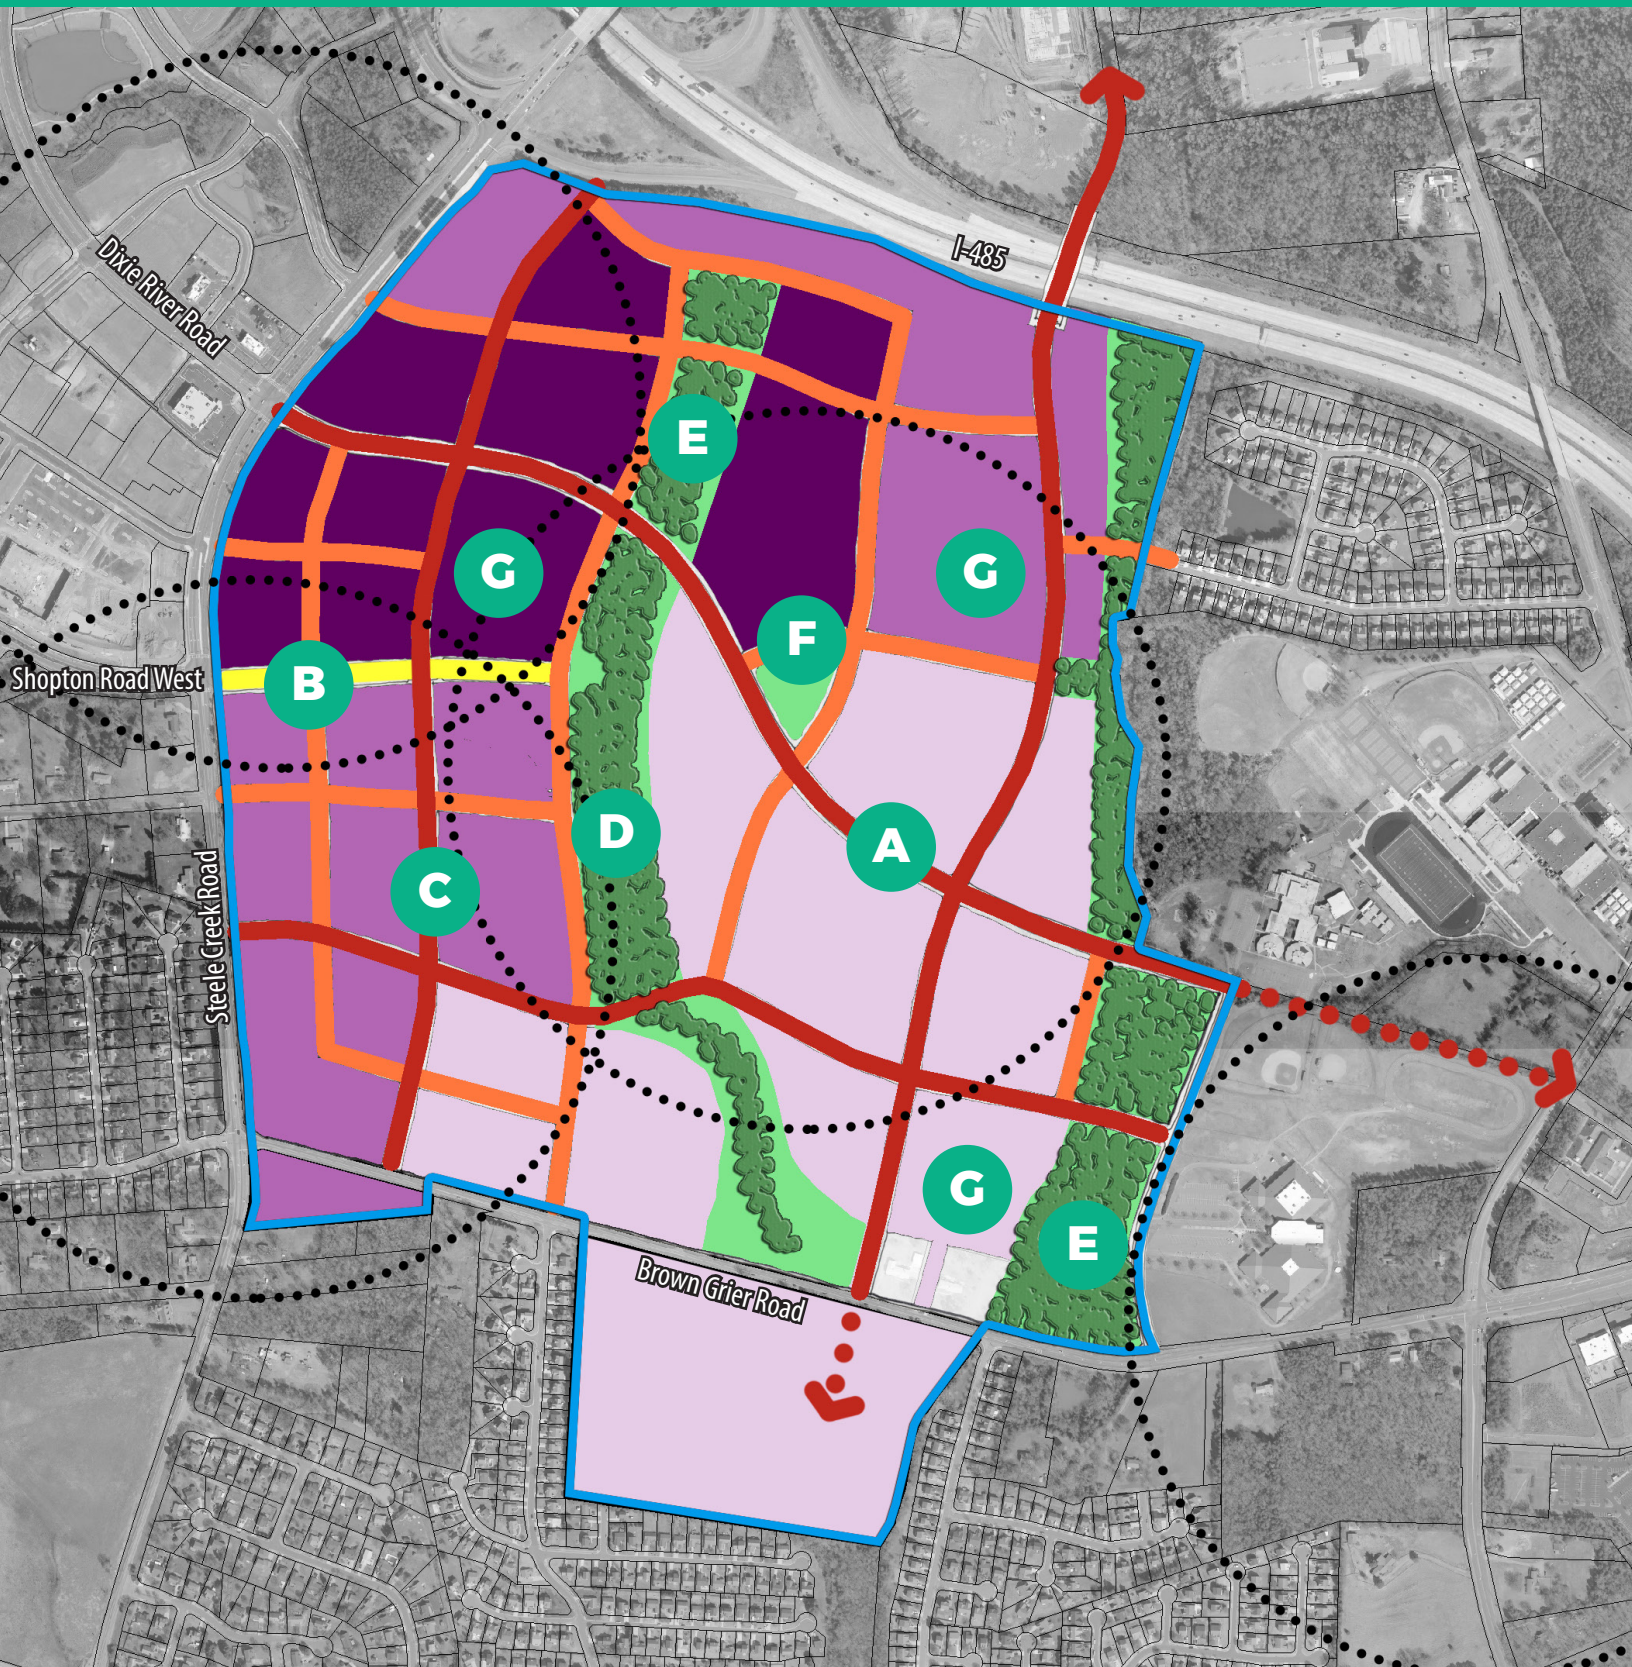 I-485
Dixie River Road
E
G
G
F
Shopton Road West
B
D
A
C
Steele Creek Road
G
E
Brown Grier Road